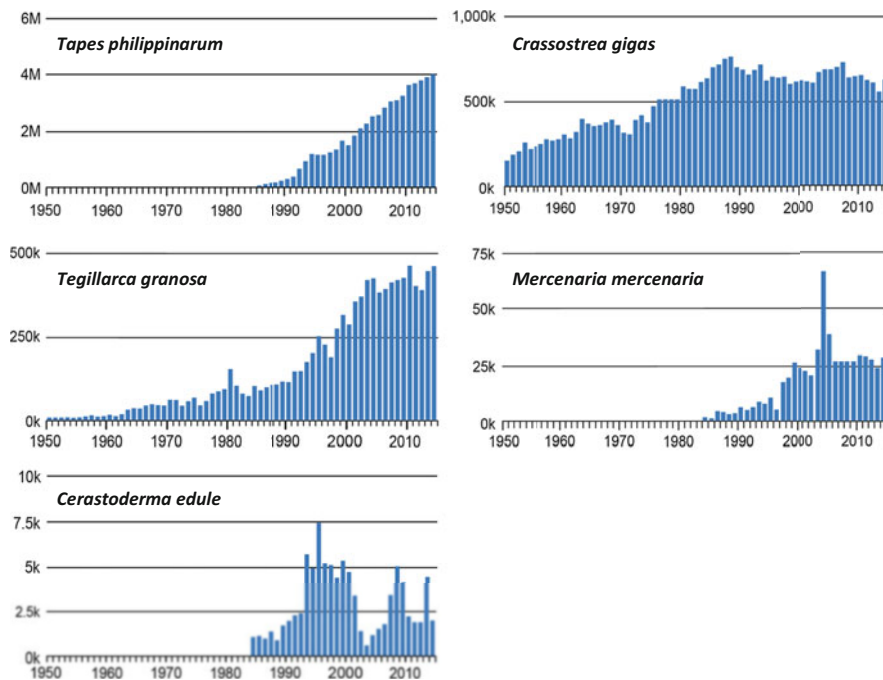 6M
Tapes philippinarum
4M
2M
0M
1950 1960 1970 1980 1990 2000 2010
1,000k
Crassostrea gigas
500k
0k
1950 1960 1970 1980 1990 2000 2010
500k
Tegillarca granosa
250k
0k
1950 1960 1970 1980 1990 2000 2010
75k
Mercenaria mercenaria
50k
25k
0k
1950 1960 1970 1980 1990 2000 2010
10k
Cerastoderma edule
7.5k
5k
2.5k
0k
1950 1960 1970 1980 1990 2000 2010